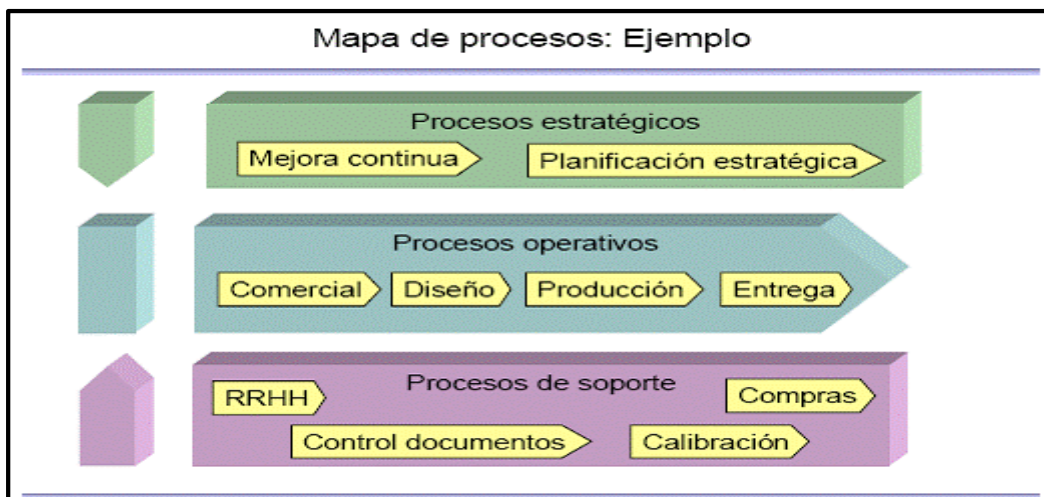 Mapa de procesos: Ejemplo
Procesos estratégicos
Mejora continua
Planificación estratégica
Procesos operativos
Comercial
Diseño
Producción
Entrega
Procesos de soporte
RRHH
Compras
Control documentos
Calibración